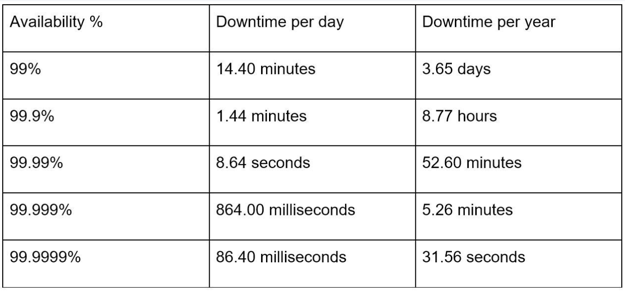 Availability % Downtime per day Downtime per year
99% 14.40 minutes 3.65 days
99.9% 1.44 minutes 8.77 hours
99.99% 8.64 seconds 52.60 minutes
99.999% 864.00 milliseconds 5.26 minutes
99.9999% 86.40 milliseconds 31.56 seconds